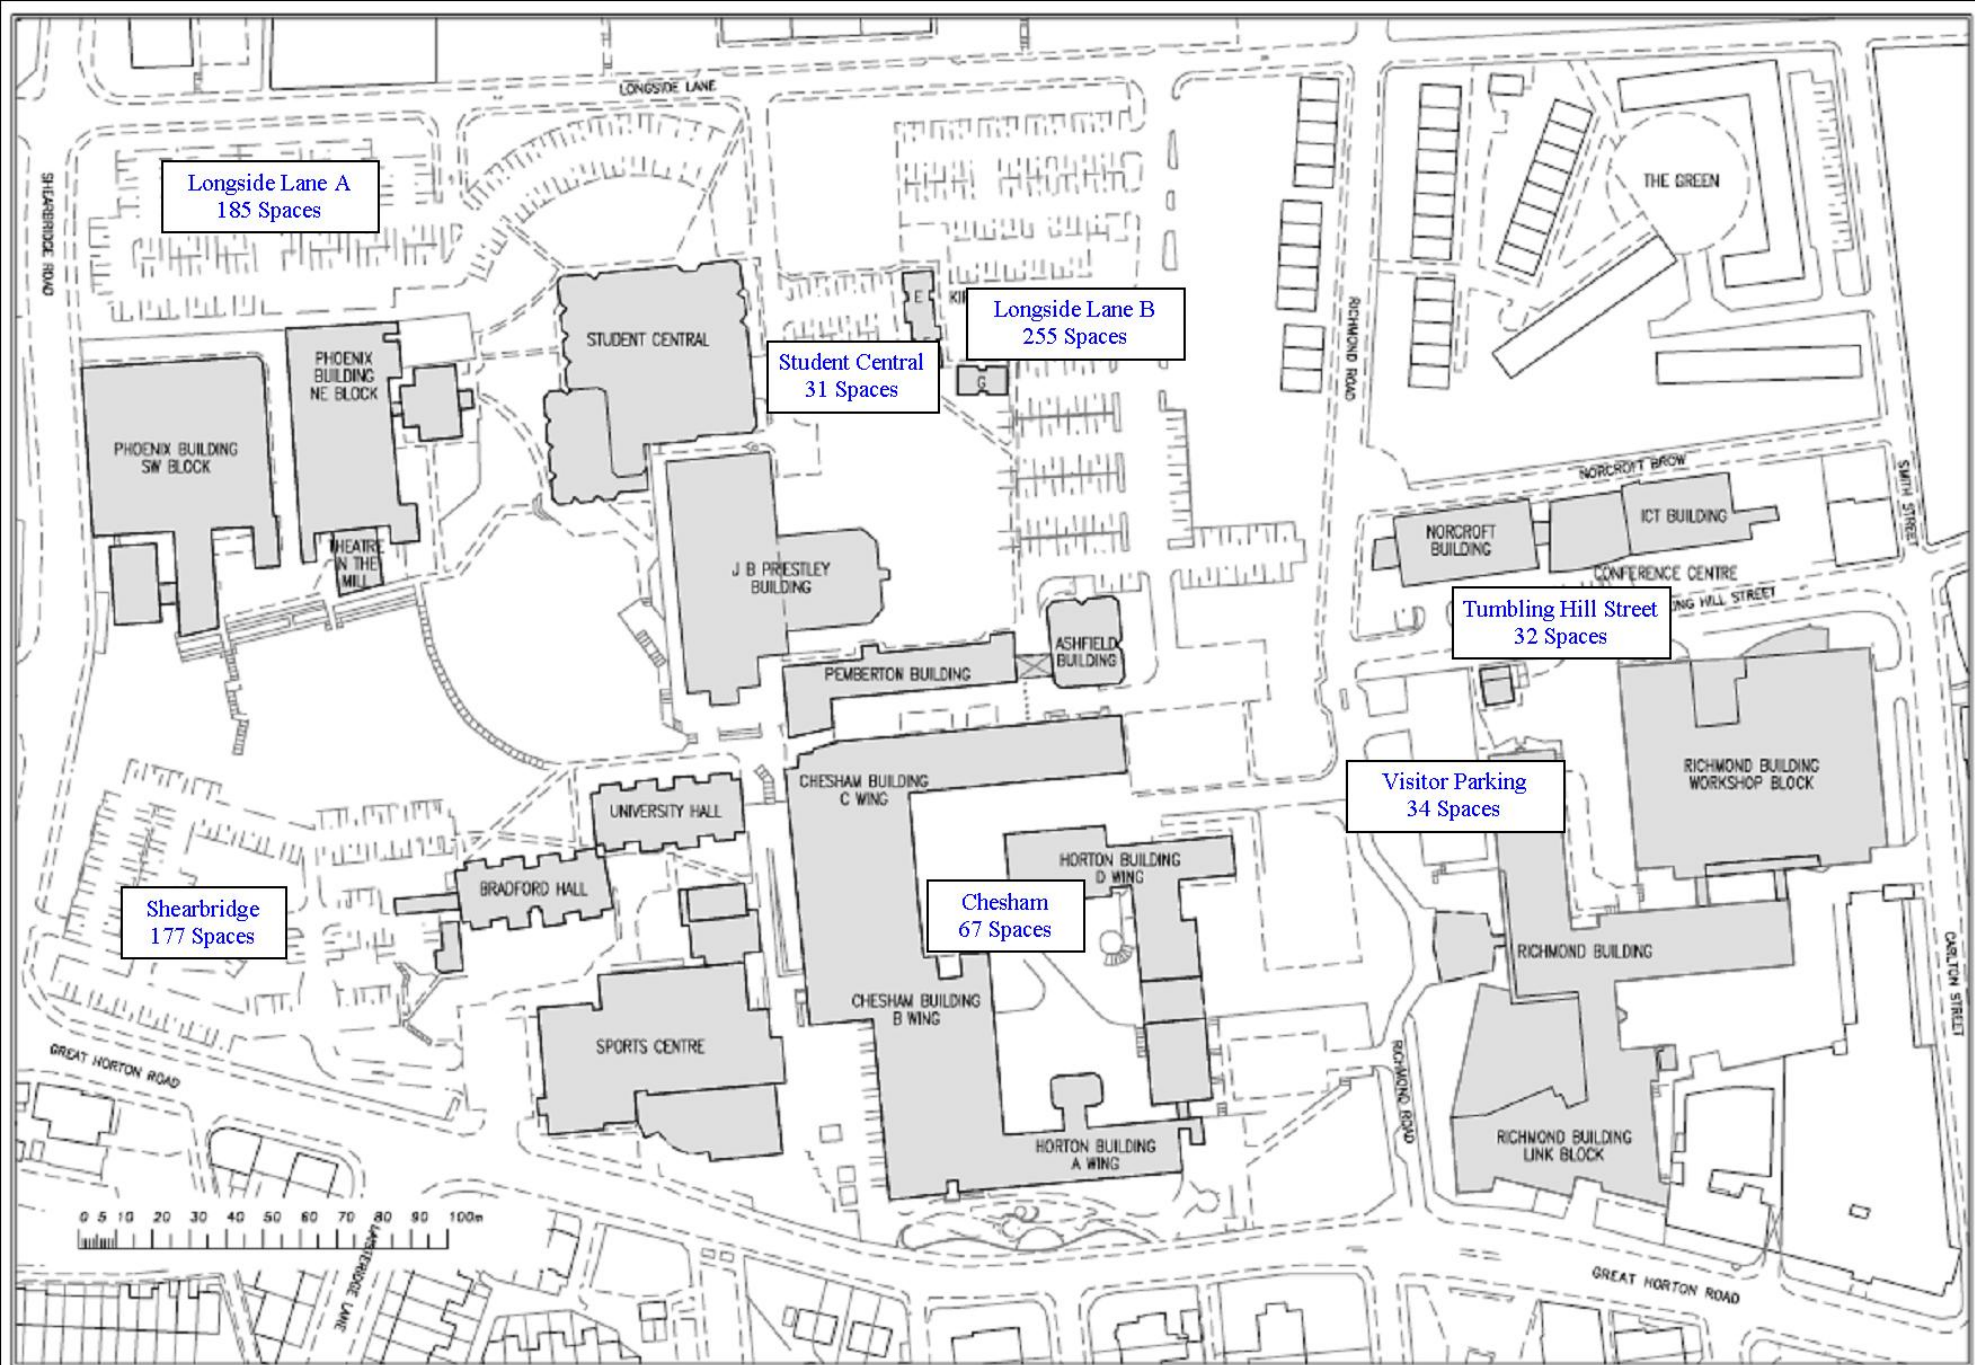 LONGSIDE LANE
SHEARBRIDGE ROAD
Longside Lane A
185 Spaces
THE GREEN
E
Longside Lane B
255 Spaces
RICHMOND ROAD
STUDENT CENTRAL
Student Central
31 Spaces
G
PHOENIX
BUILDING
NE BLOCK
PHOENIX BUILDING
SW BLOCK
NORCROFT BROW
SMITH STREET
NORCROFT
BUILDING
ICT BUILDING
CONFERENCE CENTRE
HILL STREET
Tumbling Hill Street
32 Spaces
THEATRE
IN THE
MILL
J B PRIESTLEY
BUILDING
ASHFIELD
BUILDING
PEMBERTON BUILDING
RICHMOND BUILDING
WORKSHOP BLOCK
Visitor Parking
34 Spaces
CHESHAM BUILDING
C WING
UNIVERSITY HALL
HORTON BUILDING
D WING
BRADFORD HALL
Shearbridge
177 Spaces
Chesham
67 Spaces
RICHMOND BUILDING
CARLTON STREET
CHESHAM BUILDING
B WING
SPORTS CENTRE
GREAT HORTON ROAD
RICHMOND ROAD
HORTON BUILDING
A WING
RICHMOND BUILDING
LINK BLOCK
0 5 10 20 30 40 50 60 70 80 90 100m
LAISTERIDGE LANE
GREAT HORTON ROAD